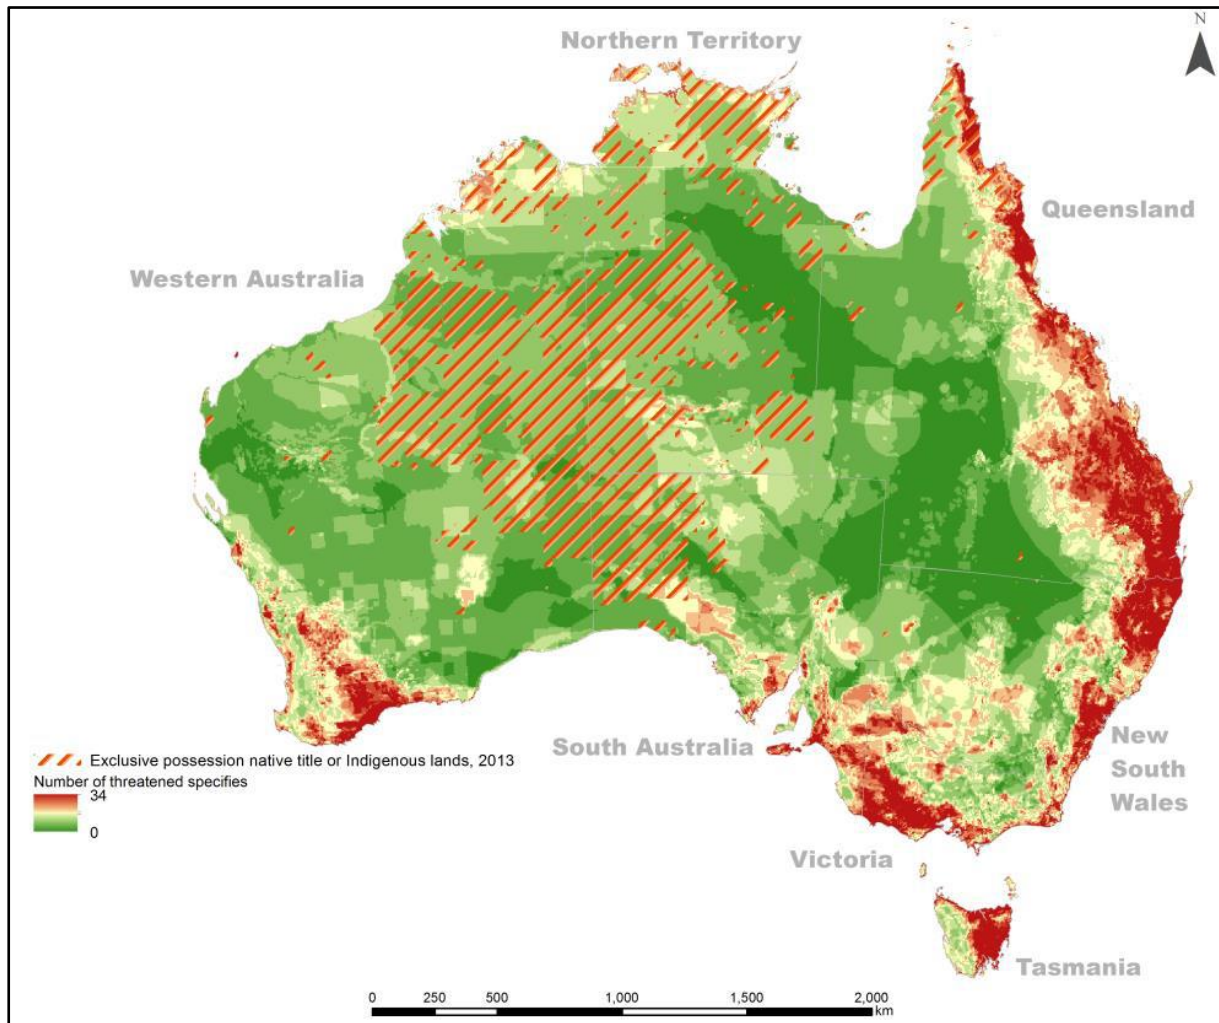 N
Northern Territory
Queensland
Western Australia
South Australia
New
South
Wales
Victoria
Tasmania
Exclusive possession native title or Indigenous lands, 2013
Number of threatened specifies
34
0
0 250 500 1,000 1,500 2,000
km